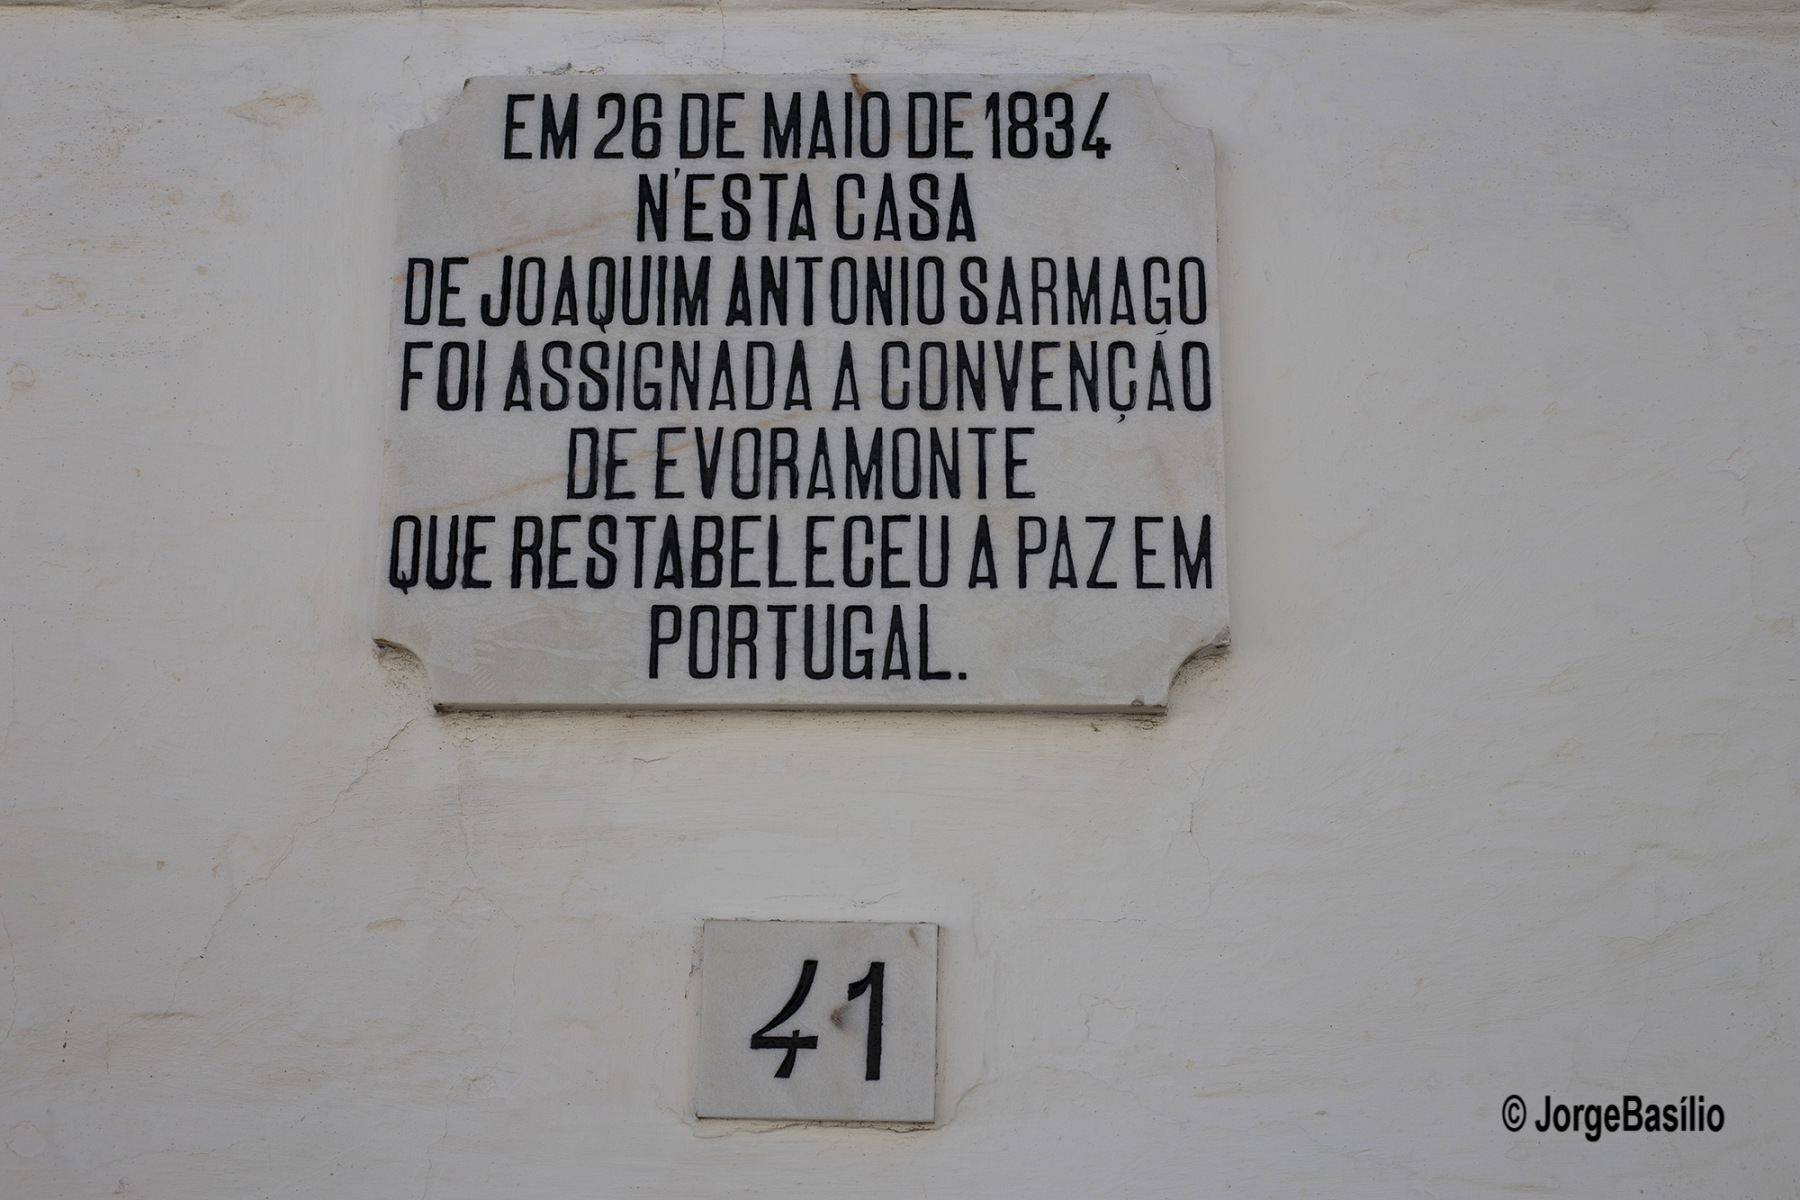 EM 26 DE MAIO DE 1834
N'ESTA CASA
DE JOAQUIM ANTONIO SARMAGO
FOI ASSIGNADA A CONVENÇÃO
DE EVORAMONTE
QUE RESTABELECEU A PAZ EM
PORTUGAL.
41
© JorgeBasílio